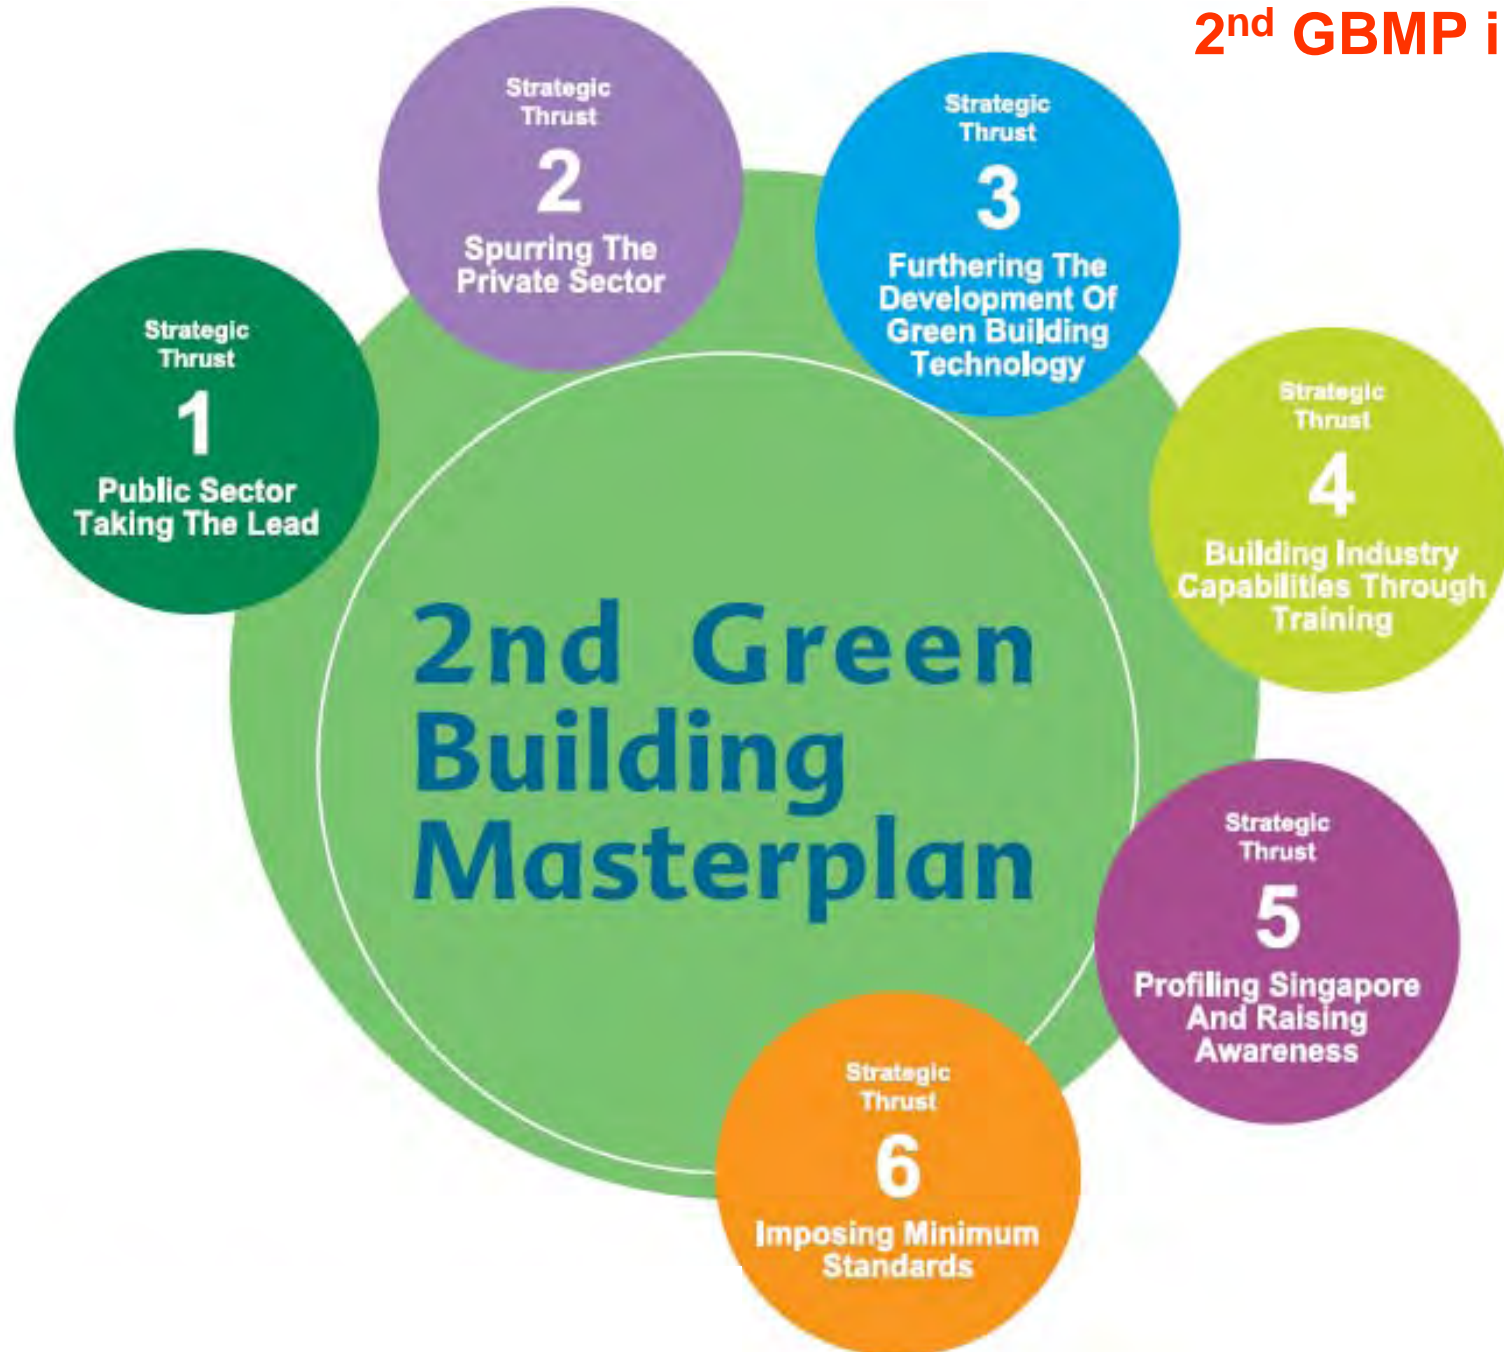 2nd GBMP i
Strategic
Thrust
1
Public Sector
Taking The Lead
Strategic
Thrust
2
Spurring The
Private Sector
Strategic
Thrust
3
Furthering The
Development Of
Green Building
Technology
Strategic
Thrust
4
Building Industry
Capabilities Through
Training
Strategic
Thrust
5
Profiling Singapore
And Raising
Awareness
Strategic
Thrust
6
Imposing Minimum
Standards
2nd Green
Building
Masterplan